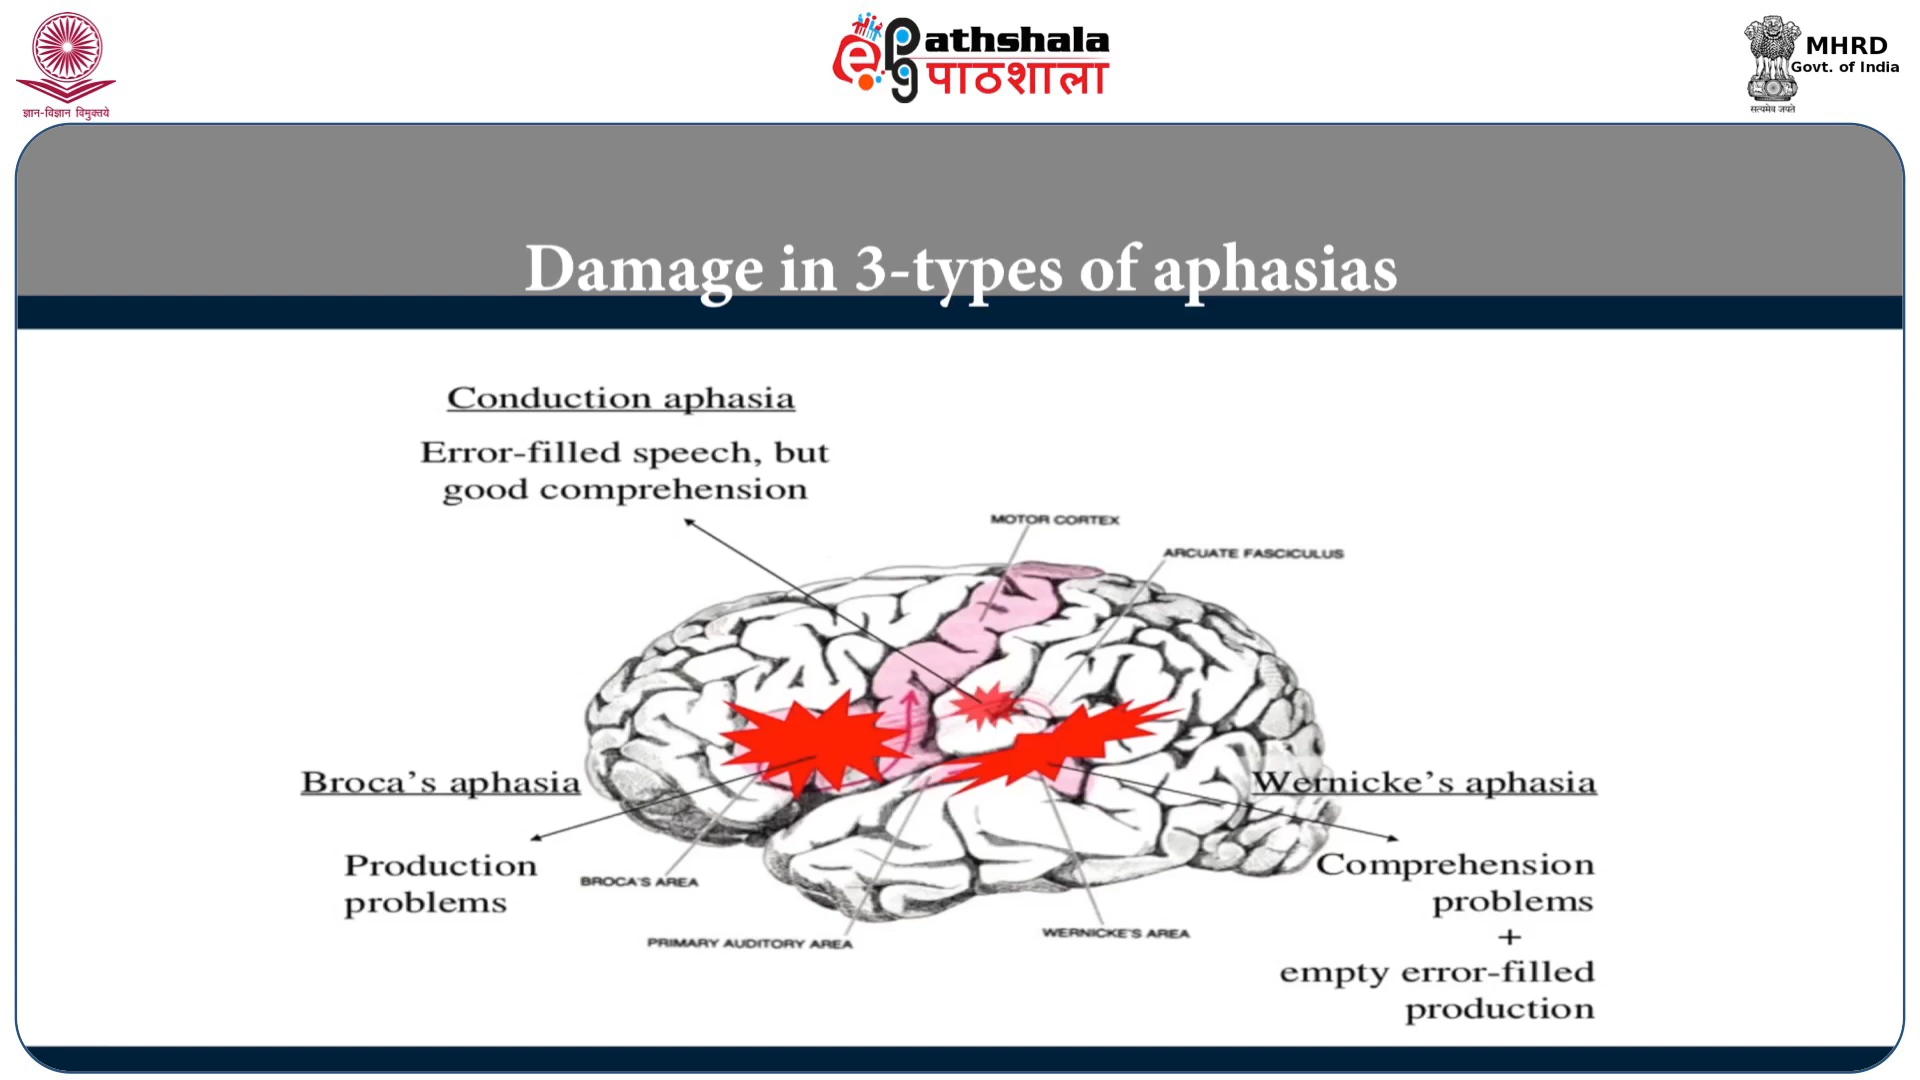 ज्ञान-विज्ञान विमुक्तये
e Pg Pathshala
पाठशाला
MHRD
Govt. of India
सत्यमेव जयते
Damage in 3-types of aphasias
Conduction aphasia
Error-filled speech, but
good comprehension
MOTOR CORTEX
ARCUATE FASCICULUS
Broca’s aphasia
Production
problems
BROCA'S AREA
PRIMARY AUDITORY AREA
WERNICKE'S AREA
Wernicke’s aphasia
Comprehension
problems
+
empty error-filled
production